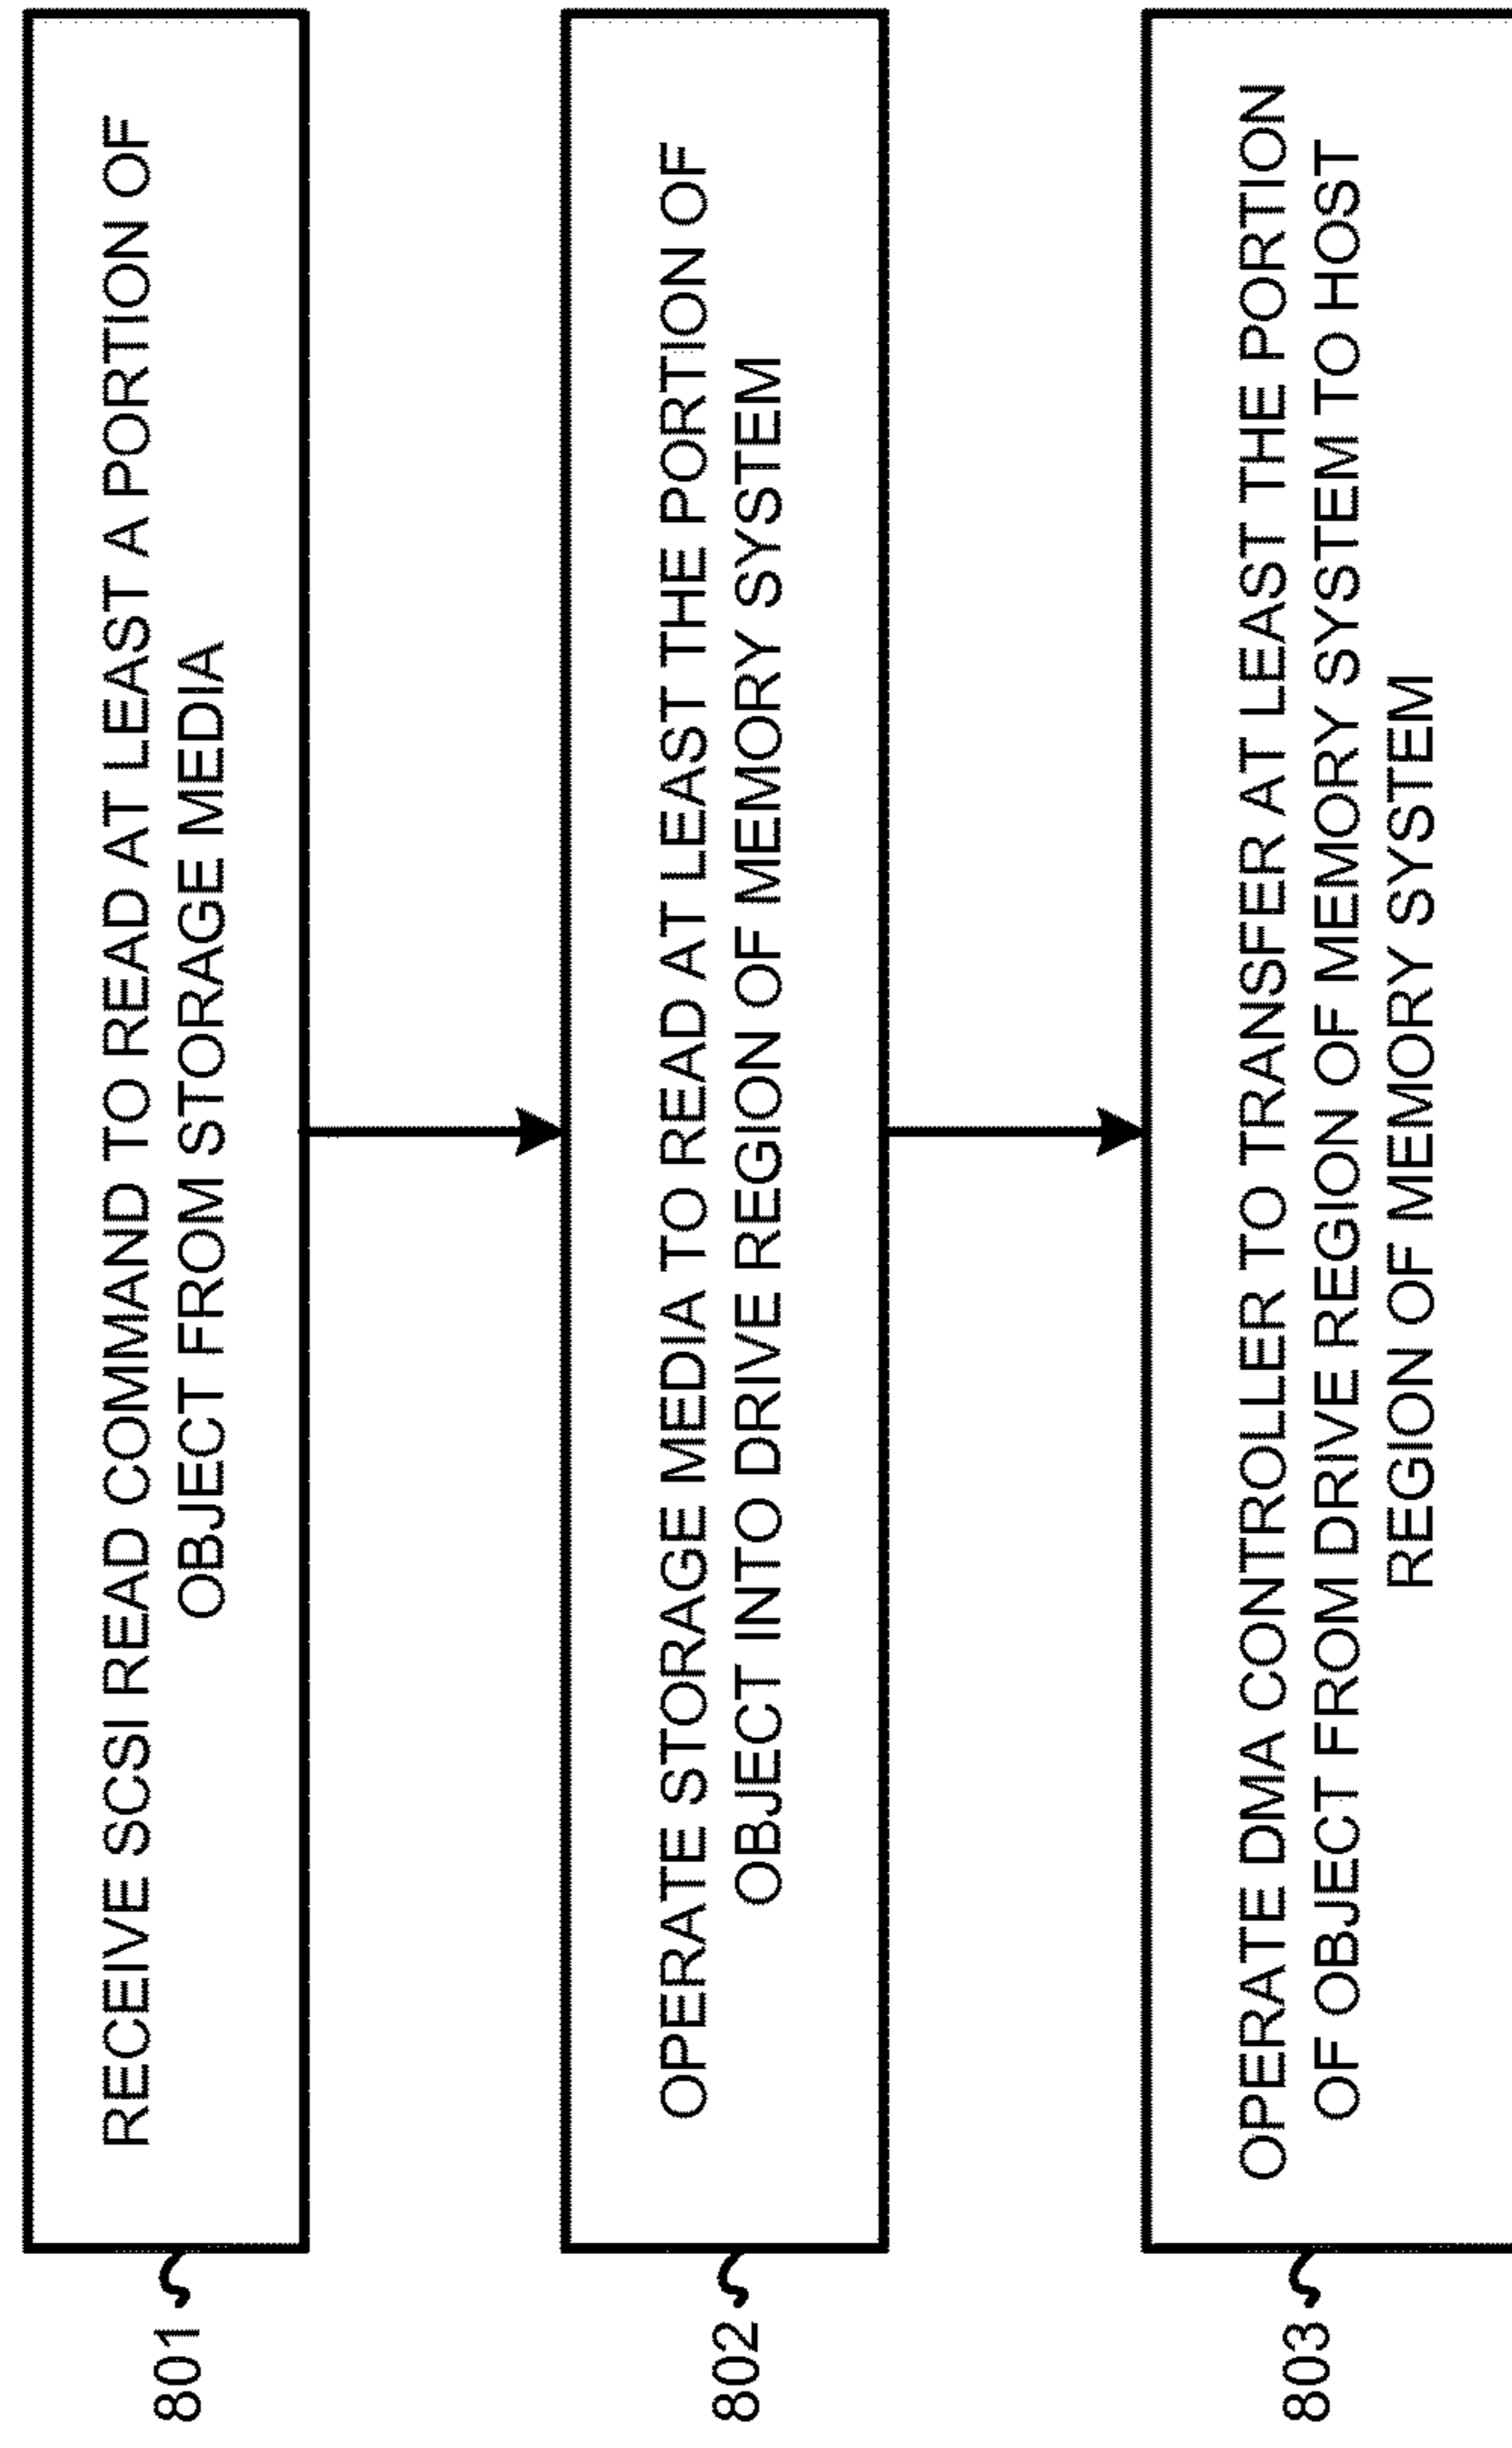 801
RECEIVE SCSI READ COMMAND TO READ AT LEAST A PORTION OF
OBJECT FROM STORAGE MEDIA
802
OPERATE STORAGE MEDIA TO READ AT LEAST THE PORTION OF
OBJECT INTO DRIVE REGION OF MEMORY SYSTEM
803
OPERATE DMA CONTROLLER TO TRANSFER AT LEAST THE PORTION
OF OBJECT FROM DRIVE REGION OF MEMORY SYSTEM TO HOST
REGION OF MEMORY SYSTEM